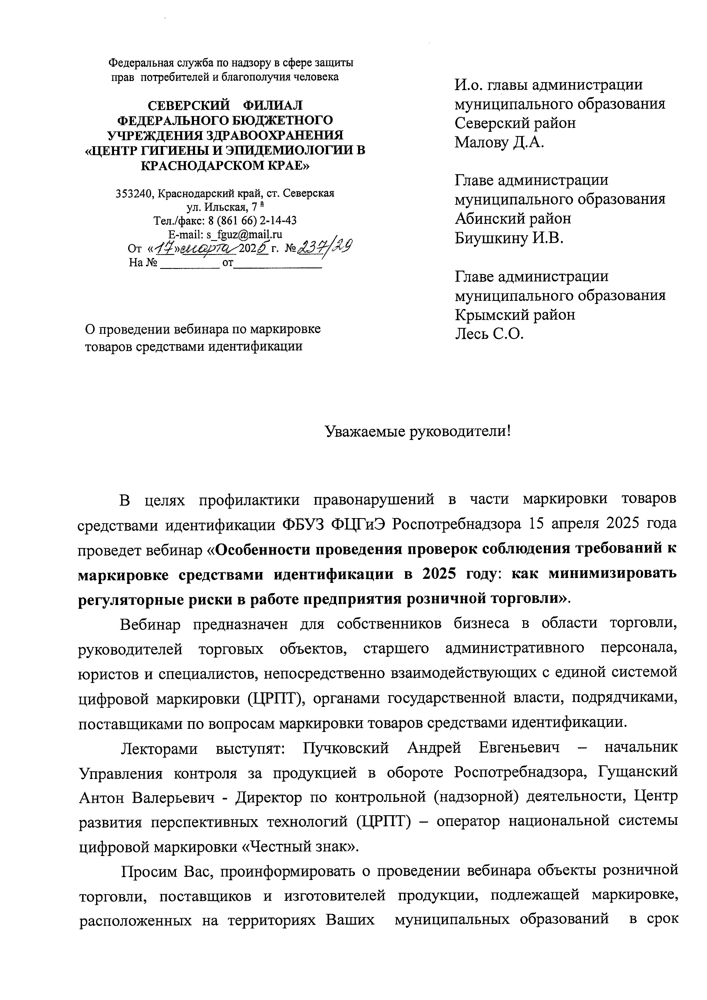 Федеральная служба по надзору в сфере защиты
прав потребителей и благополучия человека
СЕВЕРСКИЙ ФИЛИАЛ
ФЕДЕРАЛЬНОГО БЮДЖЕТНОГО
УЧРЕЖДЕНИЯ ЗДРАВООХРАНЕНИЯ
«ЦЕНТР ГИГИЕНЫ И ЭПИДЕМИОЛОГИИ В
КРАСНОДАРСКОМ КРАЕ»
353240, Краснодарский край, ст. Северская
ул. Ильская, 7 а
Тел./факс: 8 (861 66) 2-14-43
E-mail: s_fguz@mail.ru
От «17» марта 2025 г. № 237/29
На № __________ от_______________
О проведении вебинара по маркировке
товаров средствами идентификации
И.о. главы администрации
муниципального образования
Северский район
Малову Д.А.
Главе администрации
муниципального образования
Абинский район
Биушкину И.В.
Главе администрации
муниципального образования
Крымский район
Лесь С.О.
Уважаемые руководители!
В целях профилактики правонарушений в части маркировки товаров
средствами идентификации ФБУЗ ФЦГиЭ Роспотребнадзора 15 апреля 2025 года
проведет вебинар «Особенности проведения проверок соблюдения требований к
маркировке средствами идентификации в 2025 году: как минимизировать
регуляторные риски в работе предприятия розничной торговли».
Вебинар предназначен для собственников бизнеса в области торговли,
руководителей торговых объектов, старшего административного персонала,
юристов и специалистов, непосредственно взаимодействующих с единой системой
цифровой маркировки (ЦРПТ), органами государственной власти, подрядчиками,
поставщиками по вопросам маркировки товаров средствами идентификации.
Лекторами выступят: Пучковский Андрей Евгеньевич – начальник
Управления контроля за продукцией в обороте Роспотребнадзора, Гущанский
Антон Валерьевич - Директор по контрольной (надзорной) деятельности, Центр
развития перспективных технологий (ЦРПТ) – оператор национальной системы
цифровой маркировки «Честный знак».
Просим Вас, проинформировать о проведении вебинара объекты розничной
торговли, поставщиков и изготовителей продукции, подлежащей маркировке,
расположенных на территориях Ваших муниципальных образований в срок